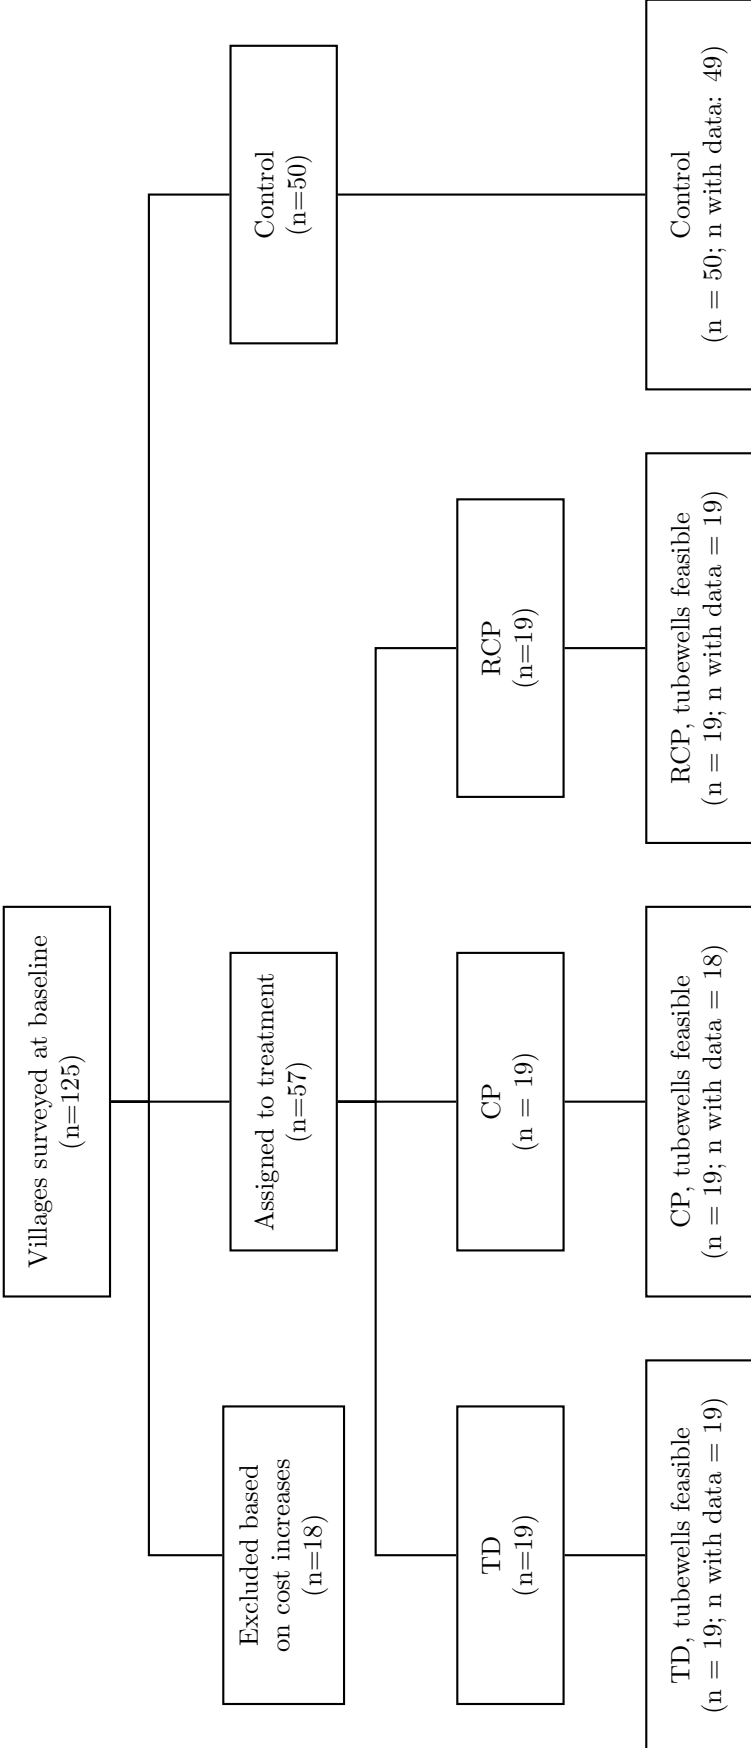 Villages surveyed at baseline
(n=125)
Excluded based
on cost increases
(n=18)
Assigned to treatment
(n=57)
Control
(n=50)
TD
(n=19)
CP
(n = 19)
RCP
(n=19)
TD, tubewells feasible
(n = 19; n with data = 19)
CP, tubewells feasible
(n = 19; n with data = 18)
RCP, tubewells feasible
(n = 19; n with data = 19)
Control
(n = 50; n with data: 49)